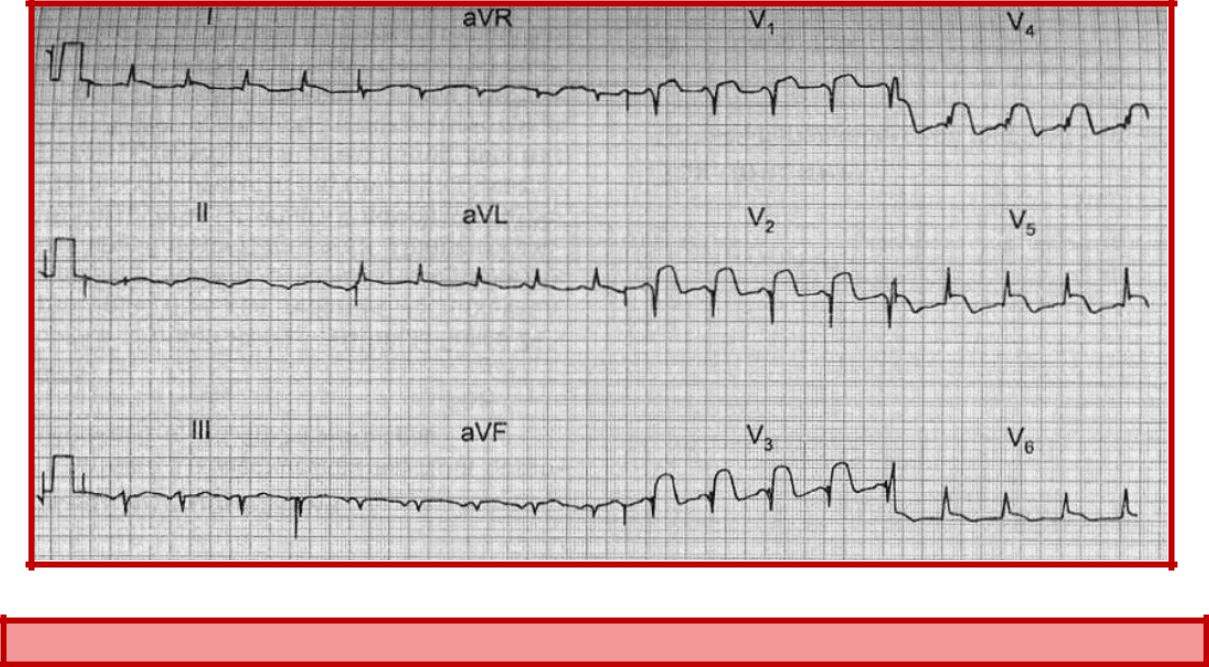 I aVR V₁ V₄
II aVL V₂ V₅
III aVF V₃ V₆